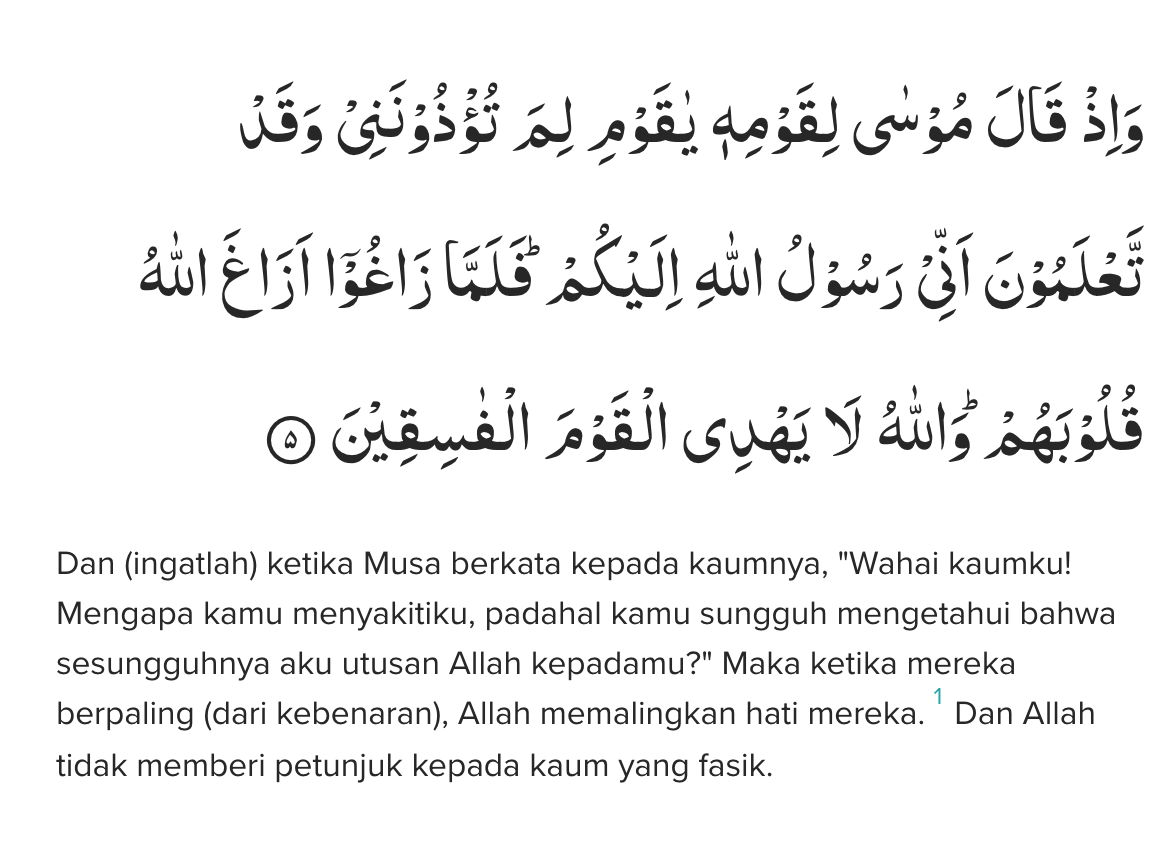 وَاِذْ قَالَ مُوْسٰى لِقَوْمِهٖ يٰقَوْمِ لِمَ تُؤْذُوْنَنِيْ وَقَدْ
تَّعْلَمُوْنَ اَنِّيْ رَسُوْلُ اللّٰهِ اِلَيْكُمْ ۗفَلَمَّا زَاغُوْٓا اَزَاغَ اللّٰهُ
قُلُوْبَهُمْ ۗوَاللّٰهُ لَا يَهْدِى الْقَوْمَ الْفٰسِقِيْنَ ۵
Dan (ingatlah) ketika Musa berkata kepada kaumnya, "Wahai kaumku!
Mengapa kamu menyakitiku, padahal kamu sungguh mengetahui bahwa
sesungguhnya aku utusan Allah kepadamu?" Maka ketika mereka
berpaling (dari kebenaran), Allah memalingkan hati mereka. 1 Dan Allah
tidak memberi petunjuk kepada kaum yang fasik.